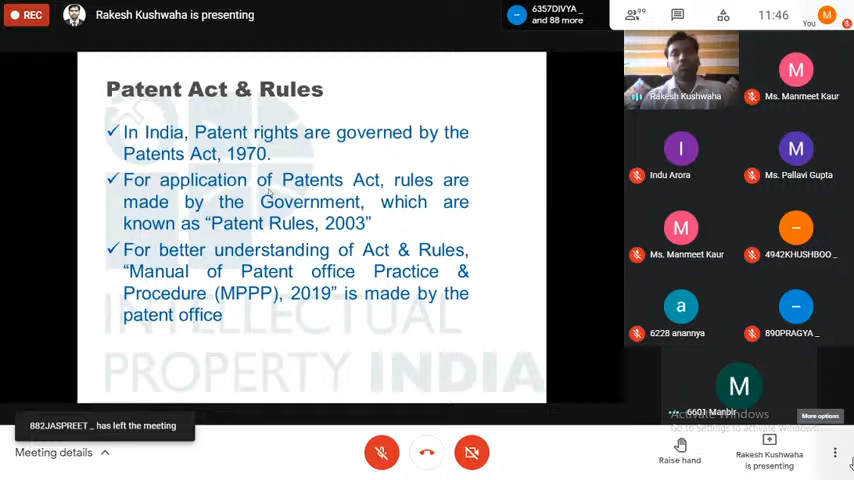 REC
Rakesh Kushwaha is presenting
6357DIVYA _
and 88 more
99
11:46
You
M
Patent Act & Rules
✓ In India, Patent rights are governed by the
Patents Act, 1970.
✓ For application of Patents Act, rules are
made by the Government, which are
known as “Patent Rules, 2003”
✓ For better understanding of Act & Rules,
“Manual of Patent office Practice &
Procedure (MPPP), 2019” is made by the
patent office
INTELLECTUAL
PROPERTY INDIA
Rakesh Kushwaha
M
Ms. Manmeet Kaur
I
Indu Arora
M
Ms. Pallavi Gupta
M
Ms. Manmeet Kaur
4942KHUSHBOO _
a
6228 anannya
890PRAGYA _
M
6601 Manbir
More options
Activate Windows
Go to Settings to activate Windows.
882JASPREET _ has left the meeting
Meeting details
Raise hand
Rakesh Kushwaha
is presenting